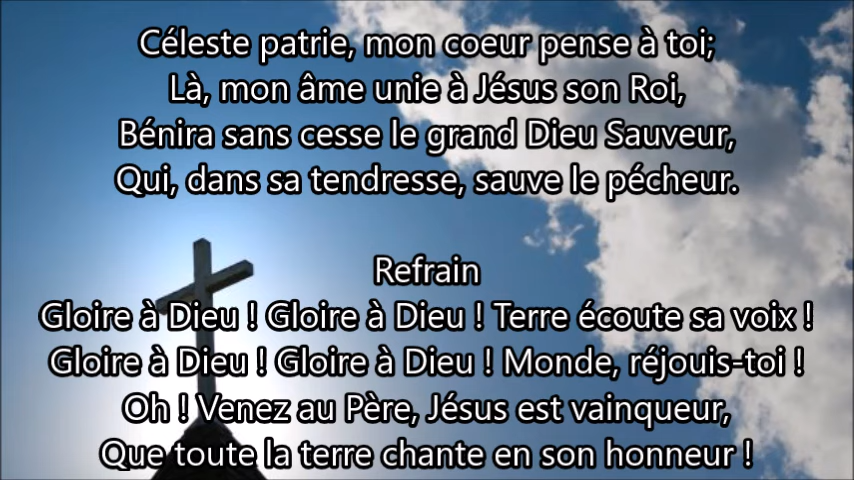 Céleste patrie, mon coeur pense à toi;
Là, mon âme unie à Jésus son Roi,
Bénira sans cesse le grand Dieu Sauveur,
Qui, dans sa tendresse, sauve le pécheur.
Refrain
Gloire à Dieu ! Gloire à Dieu ! Terre écoute sa voix !
Gloire à Dieu ! Gloire à Dieu ! Monde, réjouis-toi !
Oh ! Venez au Père, Jésus est vainqueur,
Que toute la terre chante en son honneur !